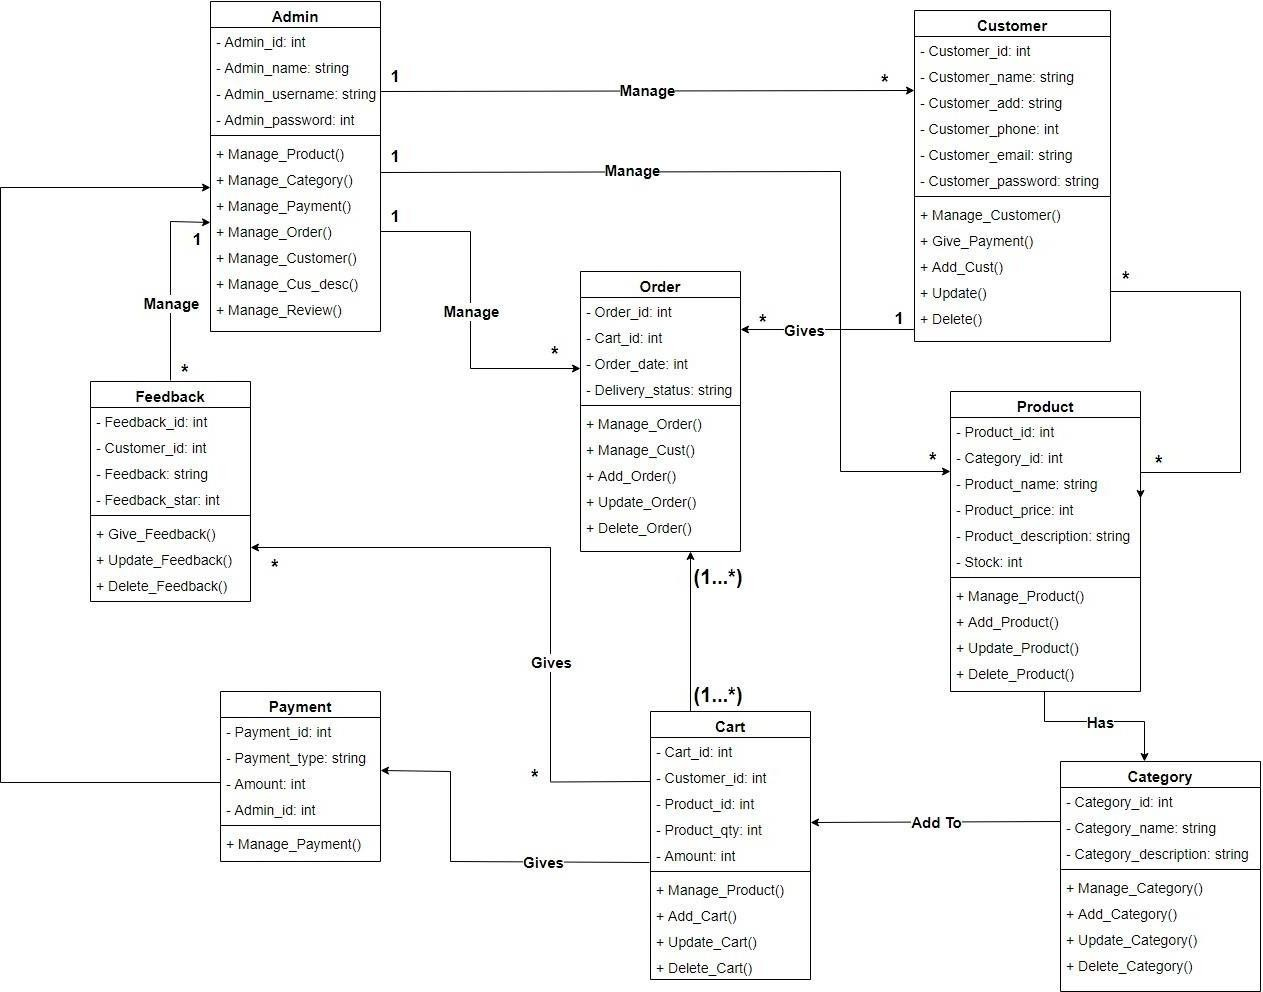 Admin
- Admin_id: int
- Admin_name: string
- Admin_username: string
- Admin_password: int
+ Manage_Product()
+ Manage_Category()
+ Manage_Payment()
+ Manage_Order()
+ Manage_Customer()
+ Manage_Cus_desc()
+ Manage_Review()
1
Manage
*
1
Manage
*
1
Manage
*
1
Manage
*
Customer
- Customer_id: int
- Customer_name: string
- Customer_add: string
- Customer_phone: int
- Customer_email: string
- Customer_password: string
+ Manage_Customer()
+ Give_Payment()
+ Add_Cust()
+ Update()
+ Delete()
*
*
1
Gives
*
Order
- Order_id: int
- Cart_id: int
- Order_date: int
- Delivery_status: string
+ Manage_Order()
+ Manage_Cust()
+ Add_Order()
+ Update_Order()
+ Delete_Order()
(1...*)
(1...*)
Feedback
- Feedback_id: int
- Customer_id: int
- Feedback: string
- Feedback_star: int
+ Give_Feedback()
+ Update_Feedback()
+ Delete_Feedback()
*
Gives
*
Product
- Product_id: int
- Category_id: int
- Product_name: string
- Product_price: int
- Product_description: string
- Stock: int
+ Manage_Product()
+ Add_Product()
+ Update_Product()
+ Delete_Product()
Has
Payment
- Payment_id: int
- Payment_type: string
- Amount: int
- Admin_id: int
+ Manage_Payment()
Gives
Cart
- Cart_id: int
- Customer_id: int
- Product_id: int
- Product_qty: int
- Amount: int
+ Manage_Product()
+ Add_Cart()
+ Update_Cart()
+ Delete_Cart()
Add To
Category
- Category_id: int
- Category_name: string
- Category_description: string
+ Manage_Category()
+ Add_Category()
+ Update_Category()
+ Delete_Category()